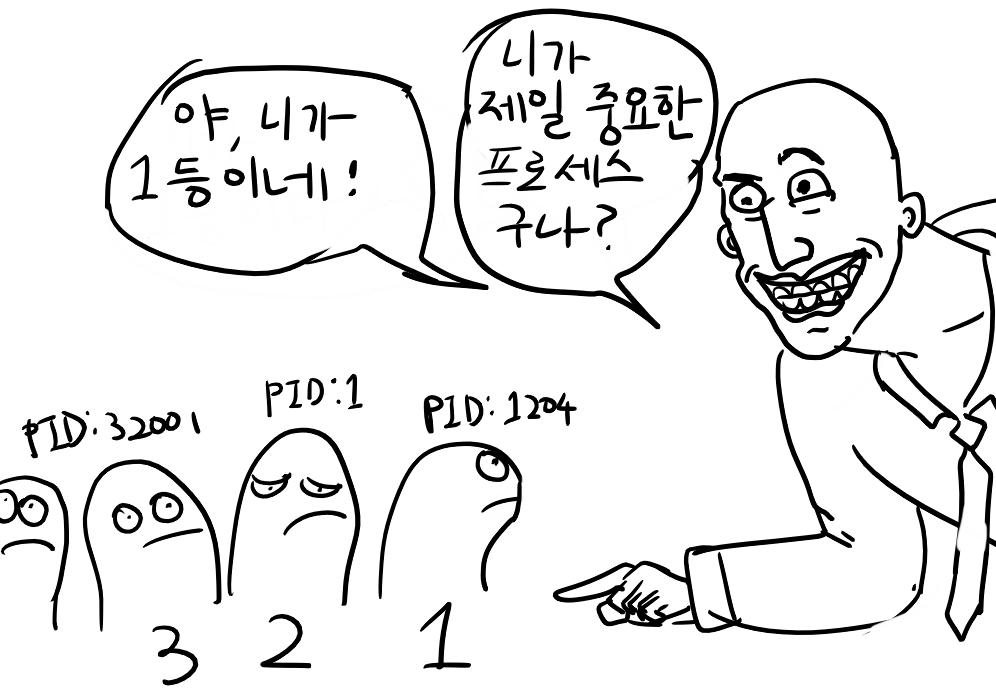 야, 니가
1등이네!
니가
제일 중요한
프로세스
구나?
PID:32001
PID:1
PID:1204
3
2
1